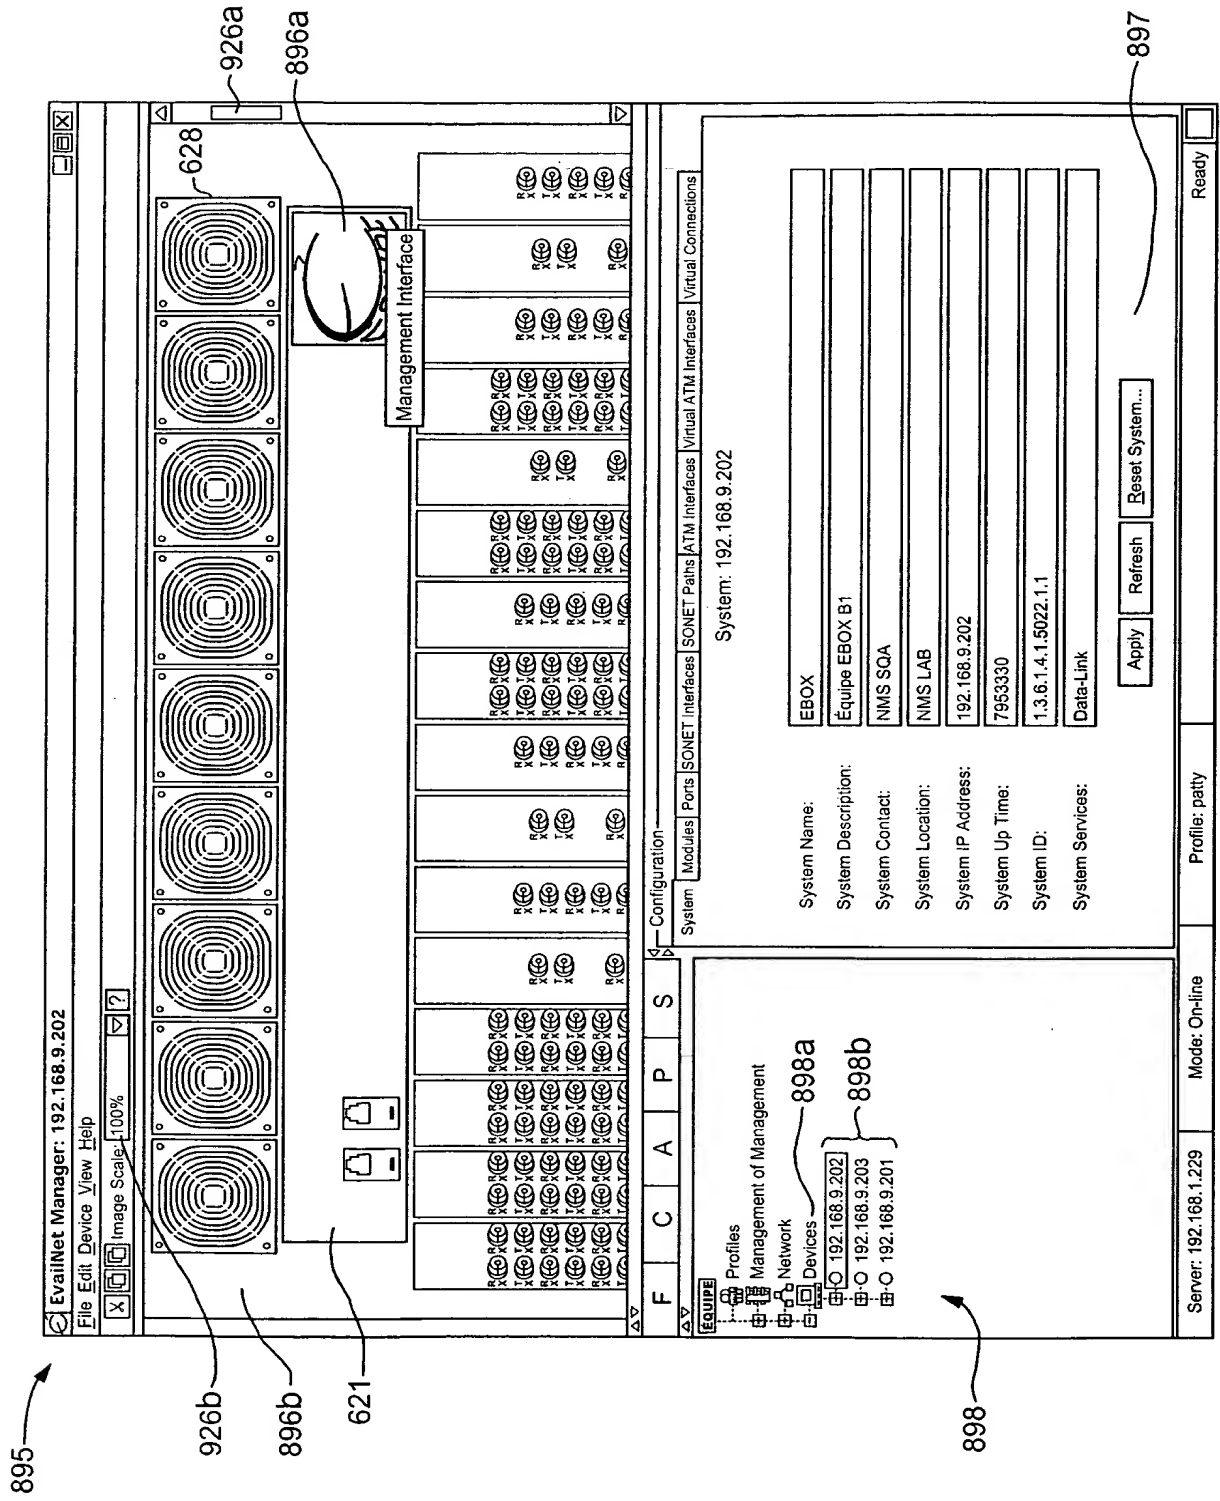 895
EvailNet Manager: 192.168.9.202
File Edit Device View Help
X Image Scale: 100% ?
926b
896b
621
628
926a
896a
Management Interface
F C A P S
Configuration
System Modules Ports SONET Interfaces SONET Paths ATM Interfaces Virtual ATM Interfaces Virtual Connections
System: 192.168.9.202
System Name: EBOX
System Description: Équipe EBOX B1
System Contact: NMS SQA
System Location: NMS LAB
System IP Address: 192.168.9.202
System Up Time: 7953330
System ID: 1.3.6.1.4.1.5022.1.1
System Services: Data-Link
Apply Refresh Reset System...
897
ÉQUIPE
Profiles
Management of Management
Network
Devices
192.168.9.202
192.168.9.203
192.168.9.201
898a
898b
898
Server: 192.168.1.229 Mode: On-line Profile: patty Ready